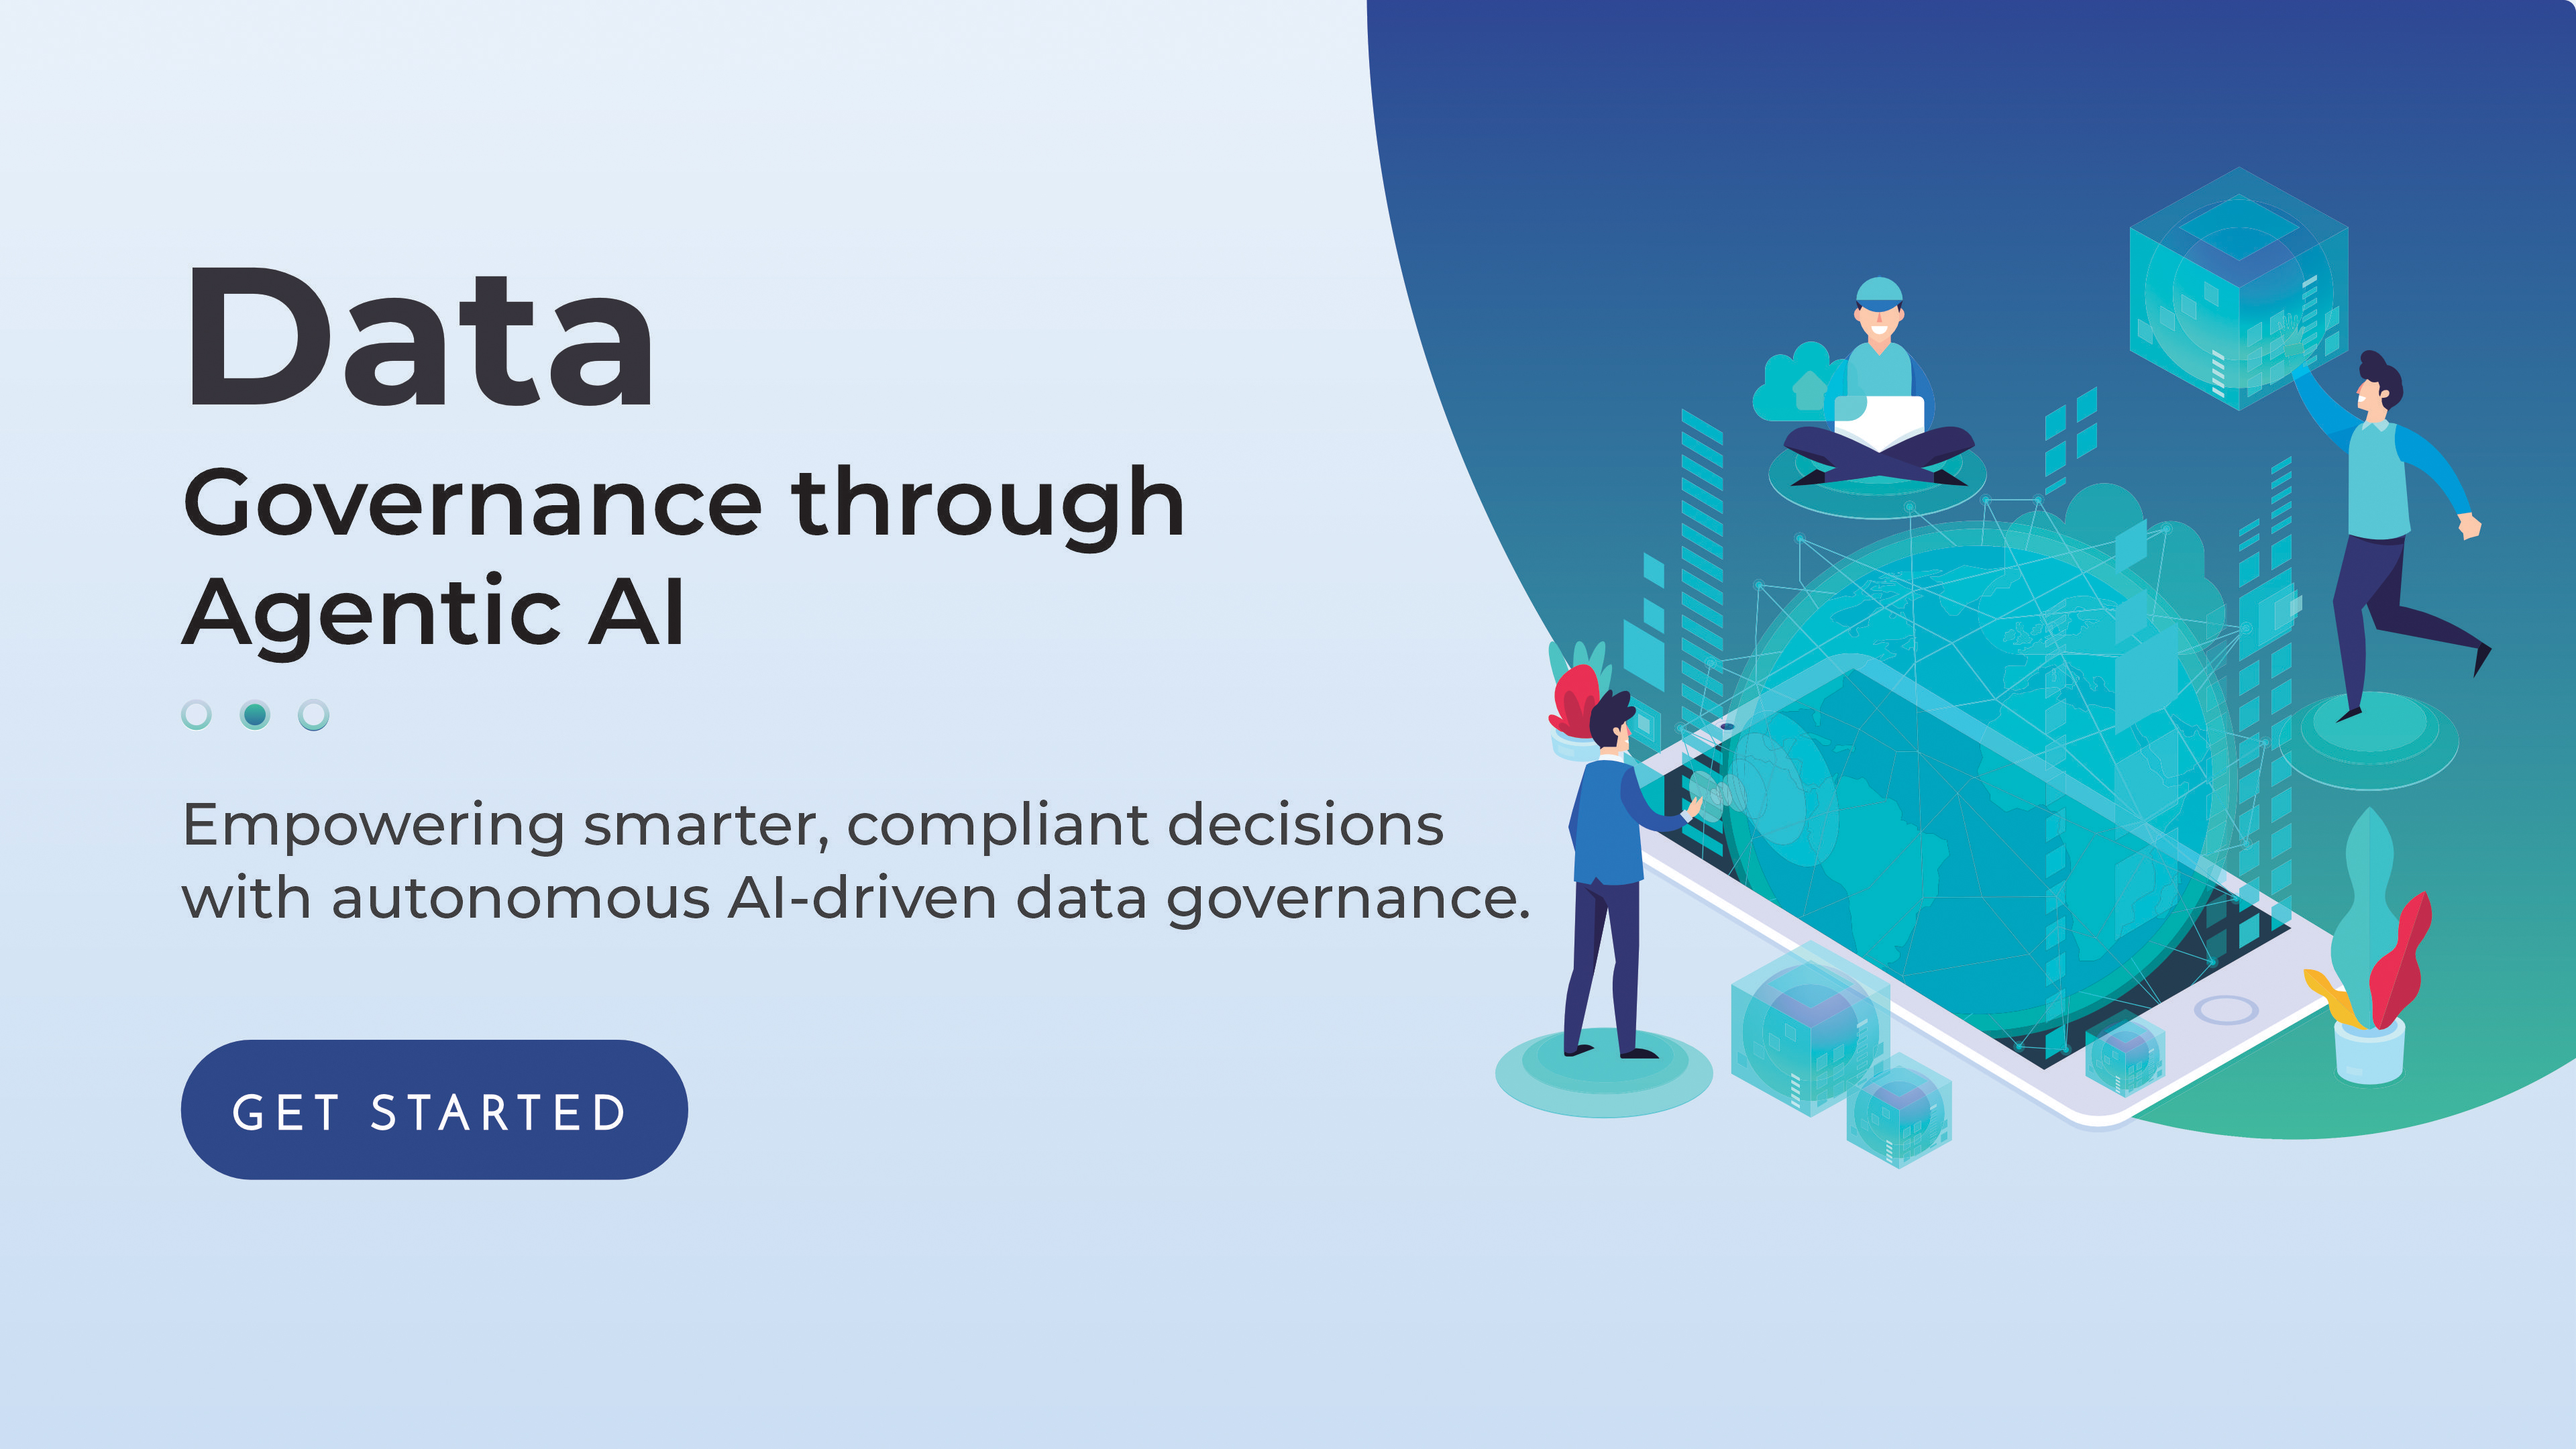 Data
Governance through
Agentic AI
Empowering smarter, compliant decisions
with autonomous AI-driven data governance.
GET STARTED